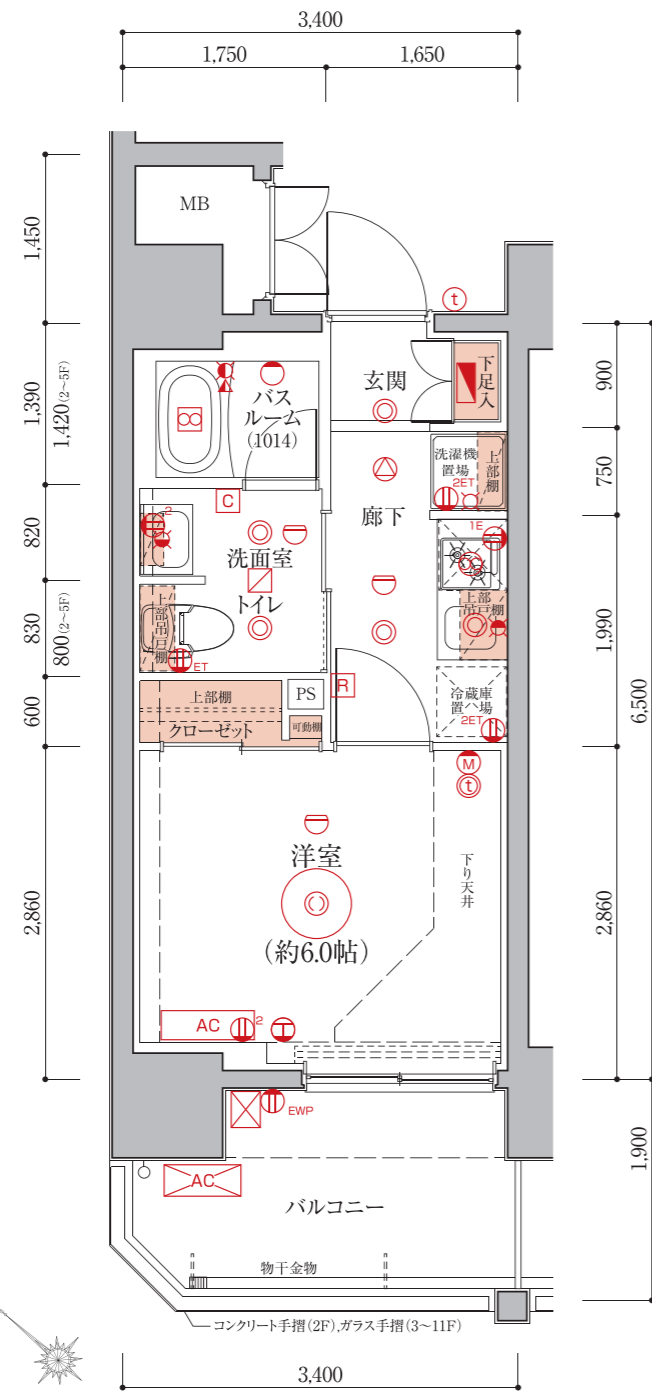 3,400
1,750
1,650
MB
1,450
t
1,390
1,420(2~5F)
900
バス
ルーム
(1014)
玄関
下足入
750
洗濯機
置場
上部棚
2ET
C
廊下
820
2
洗面室
1E
1,990
6,500
830
800(2~5F)
トイレ
上部吊戸棚
上部
吊戸棚
ET
600
上部棚
PS
R
冷蔵庫
置場
2ET
クローゼット
可動棚
M
t
洋室
(約6.0帖)
下り天井
2,860
2,860
AC
2
EWP
1,900
AC
バルコニー
物干金物
コンクリート手摺(2F),ガラス手摺(3~11F)
3,400